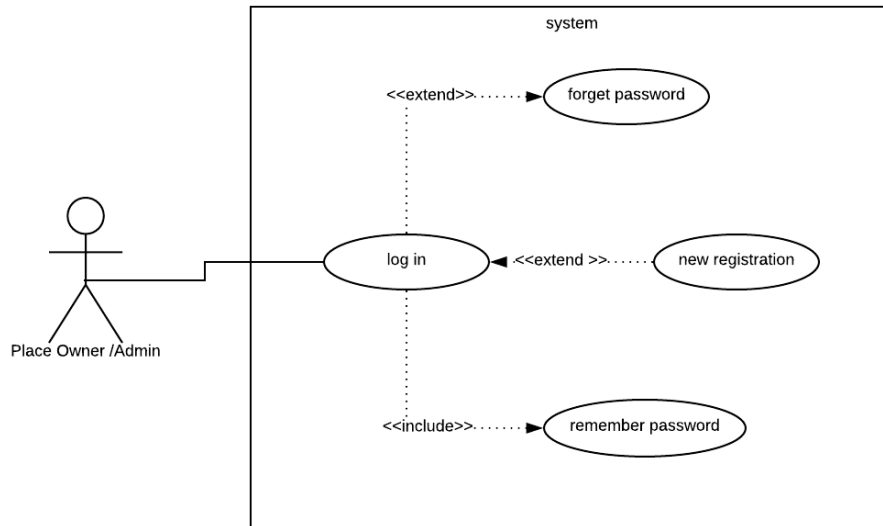 system
<<extend>>
forget password
log in
<<extend >>
new registration
Place Owner /Admin
<<include>>
remember password